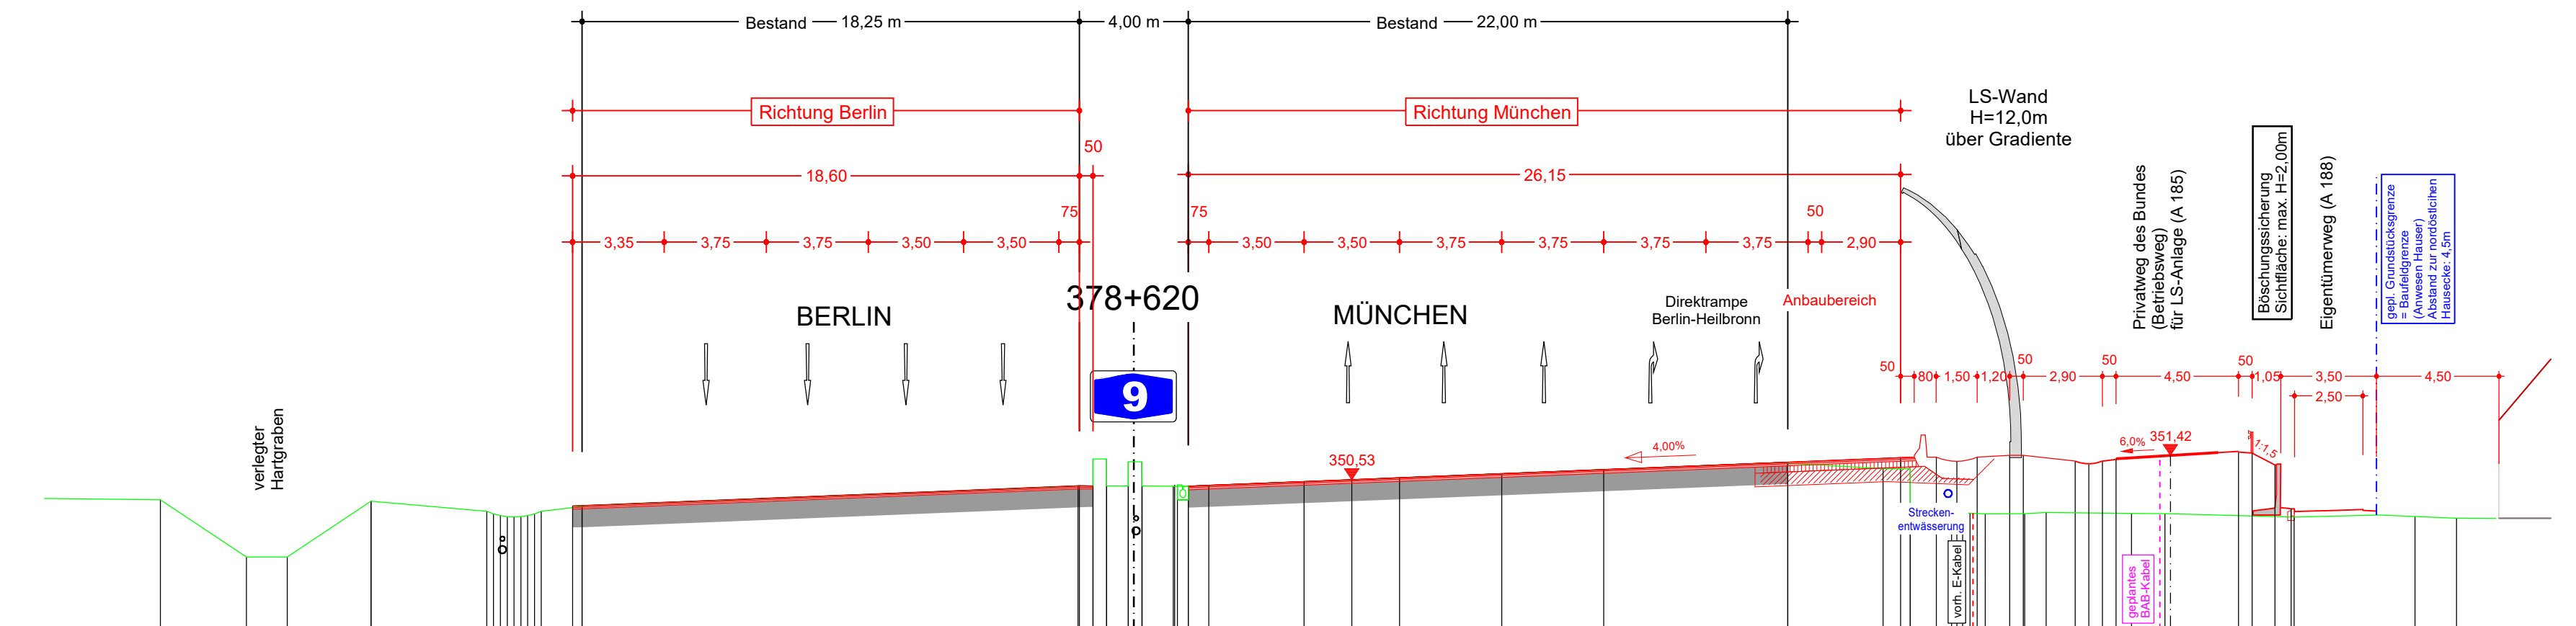 Bestand
18,25 m
4,00 m
Bestand
22,00 m
Richtung Berlin
Richtung München
LS-Wand
H=12,0m
über Gradiente
50
18,60
26,15
75
75
50
3,35
3,75
3,75
3,50
3,50
3,50
3,50
3,75
3,75
3,75
3,75
2,90
BERLIN
378+620
MÜNCHEN
Direktrampe
Berlin-Heilbronn
Anbaubereich
9
Privatweg des Bundes
(Betriebsweg)
für LS-Anlage (A 185)
Böschungssicherung
Sichtfläche: max. H=2,00m
Eigentümerweg (A 188)
gepl. Grundstücksgrenze
= Baufeldgrenze
(Anwesen Hauser)
Abstand zur nordöstlcihen
Hausecke: 4,5m
50
80
1,50
1,20
50
2,90
50
4,50
50
1,05
3,50
4,50
2,50
verlegter
Hartgraben
350,53
4,00%
6,0%
351,42
1:1,5
Strecken-
entwässerung
vorh. E-Kabel
geplantes
BAB-Kabel